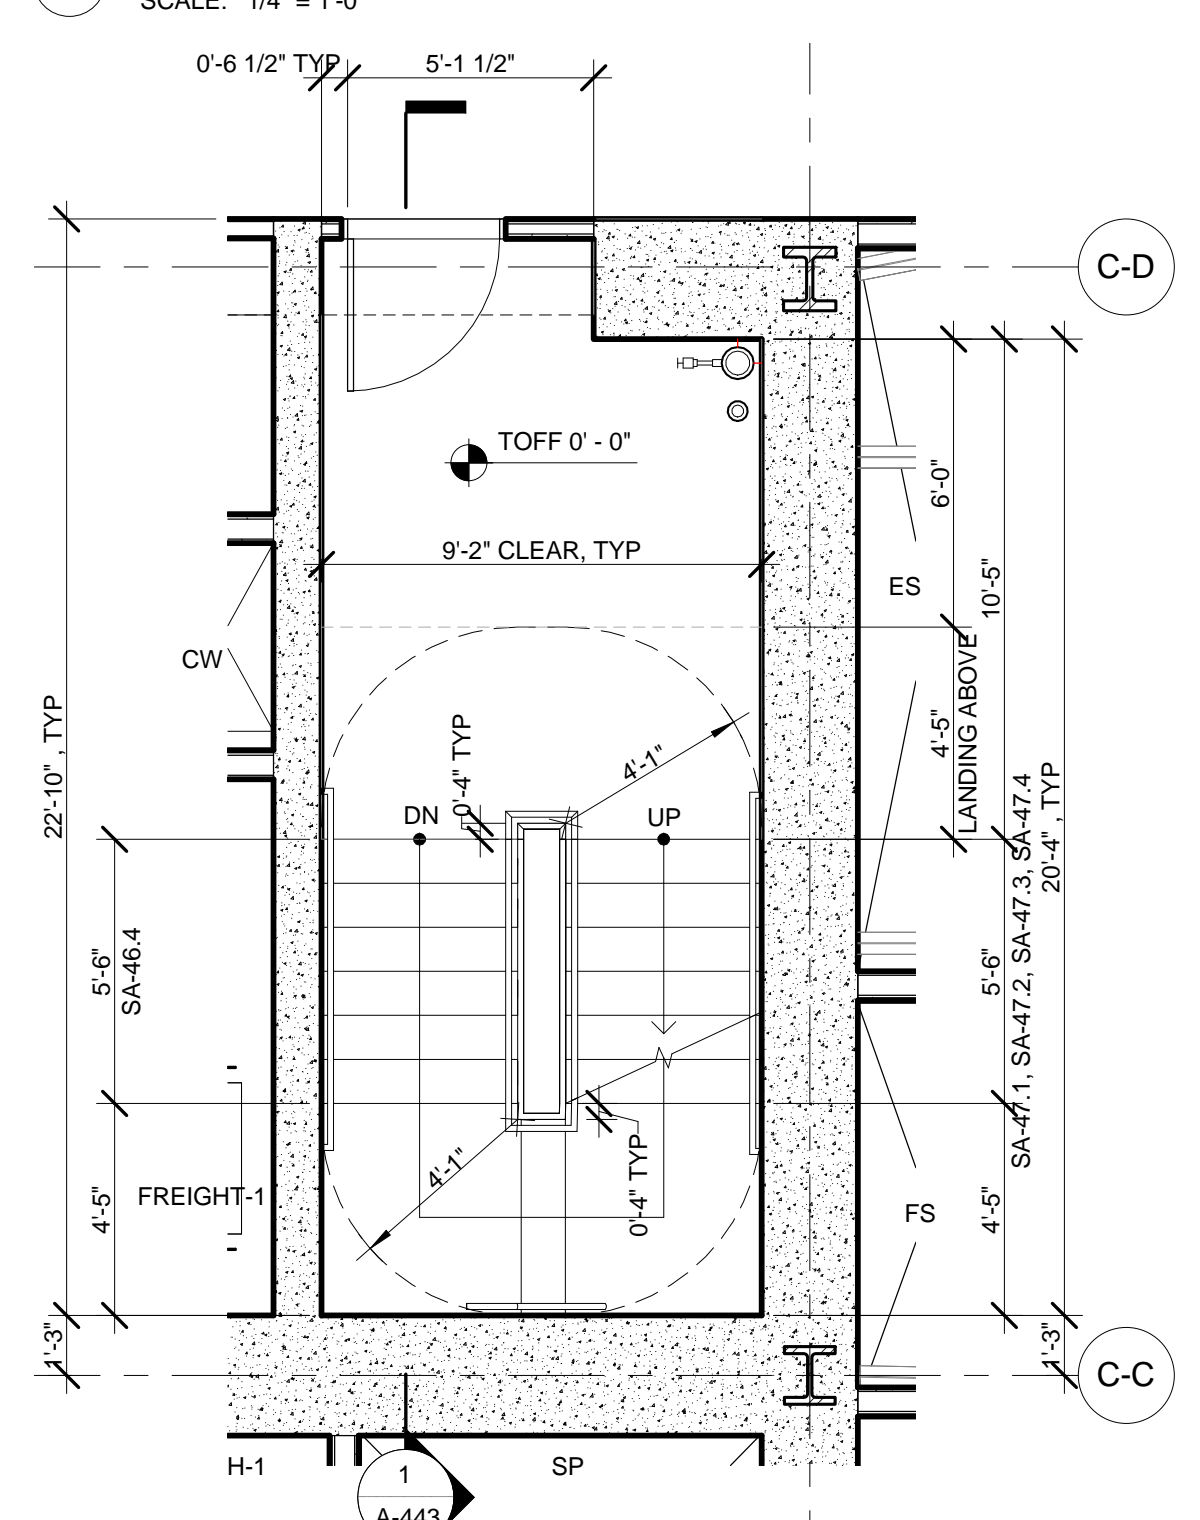 SCALE: 1/4" = 1'-0"
0'-6 1/2" TYP
5'-1 1/2"
C-D
TOFF 0' - 0"
6'-0"
9'-2" CLEAR, TYP
ES
10'-5"
CW
LANDING ABOVE
4'-5"
22'-10" , TYP
0'-4" TYP
4'-1"
DN
UP
20'-4" , TYP
SA-47.1, SA-47.2, SA-47.3, SA-47.4
5'-6"
SA-46.4
5'-6"
4'-1"
0'-4" TYP
FREIGHT-1
4'-5"
4'-5"
FS
1'-3"
1'-3"
C-C
H-1
SP
1
A-443